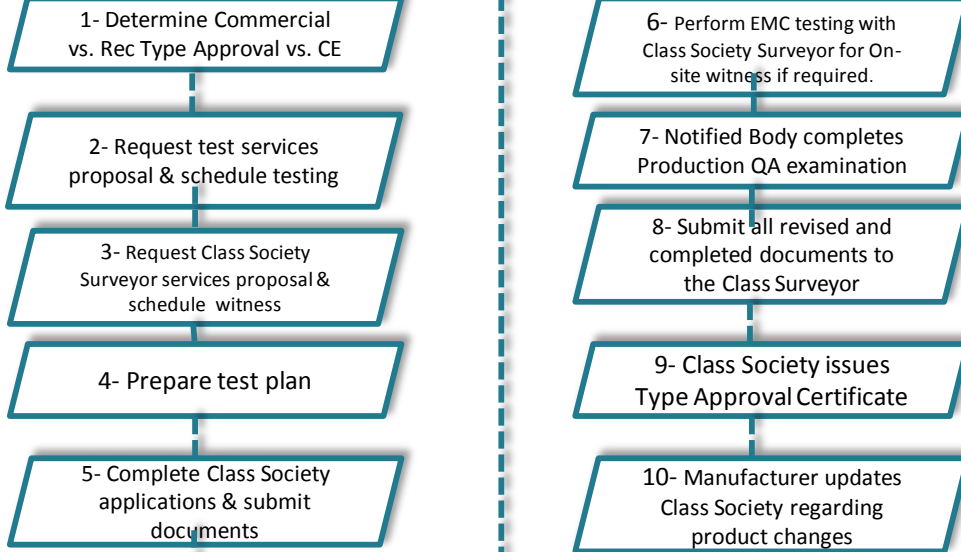 1- Determine Commercial
vs. Rec Type Approval vs. CE
2- Request test services
proposal & schedule testing
3- Request Class Society
Surveyor services proposal &
schedule witness
4- Prepare test plan
5- Complete Class Society
applications & submit
documents
6- Perform EMC testing with
Class Society Surveyor for On-
site witness if required.
7- Notified Body completes
Production QA examination
8- Submit all revised and
completed documents to
the Class Surveyor
9- Class Society issues
Type Approval Certificate
10- Manufacturer updates
Class Society regarding
product changes